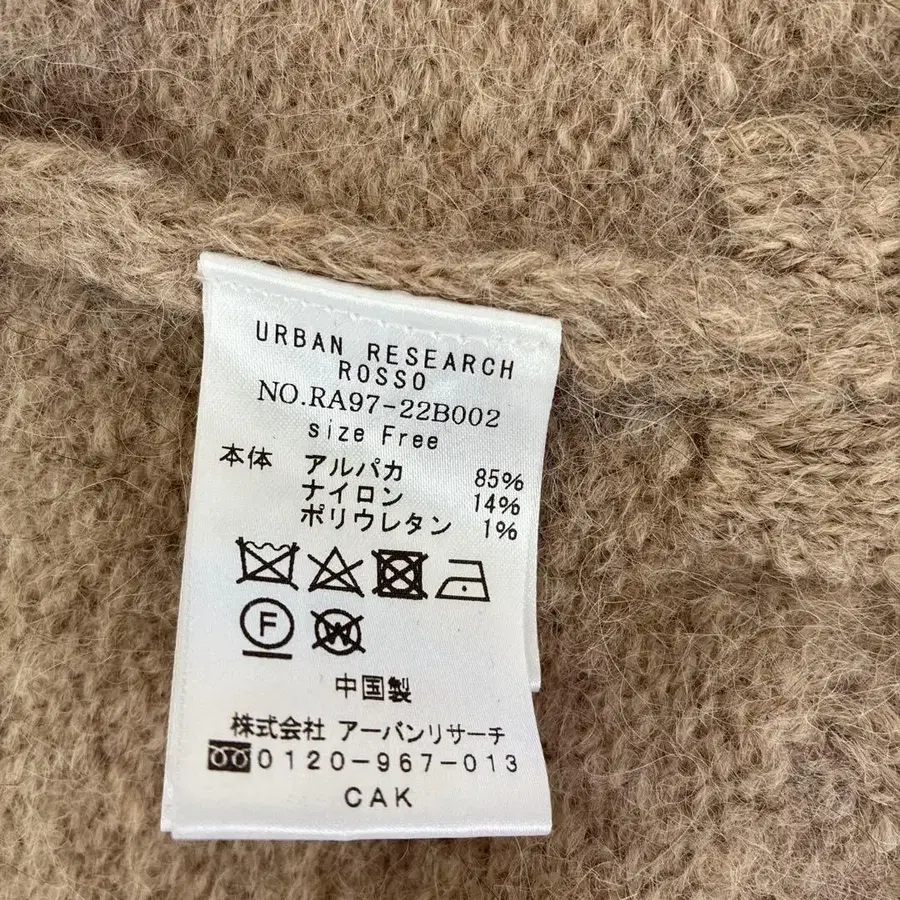 URBAN RESEARCH
ROSSO
NO.RA97-22B002
size Free
本体 アルパカ 85%
ナイロン 14%
ポリウレタン 1%
F W
中国製
株式会社 アーバンリサーチ
0120-967-013
CAK